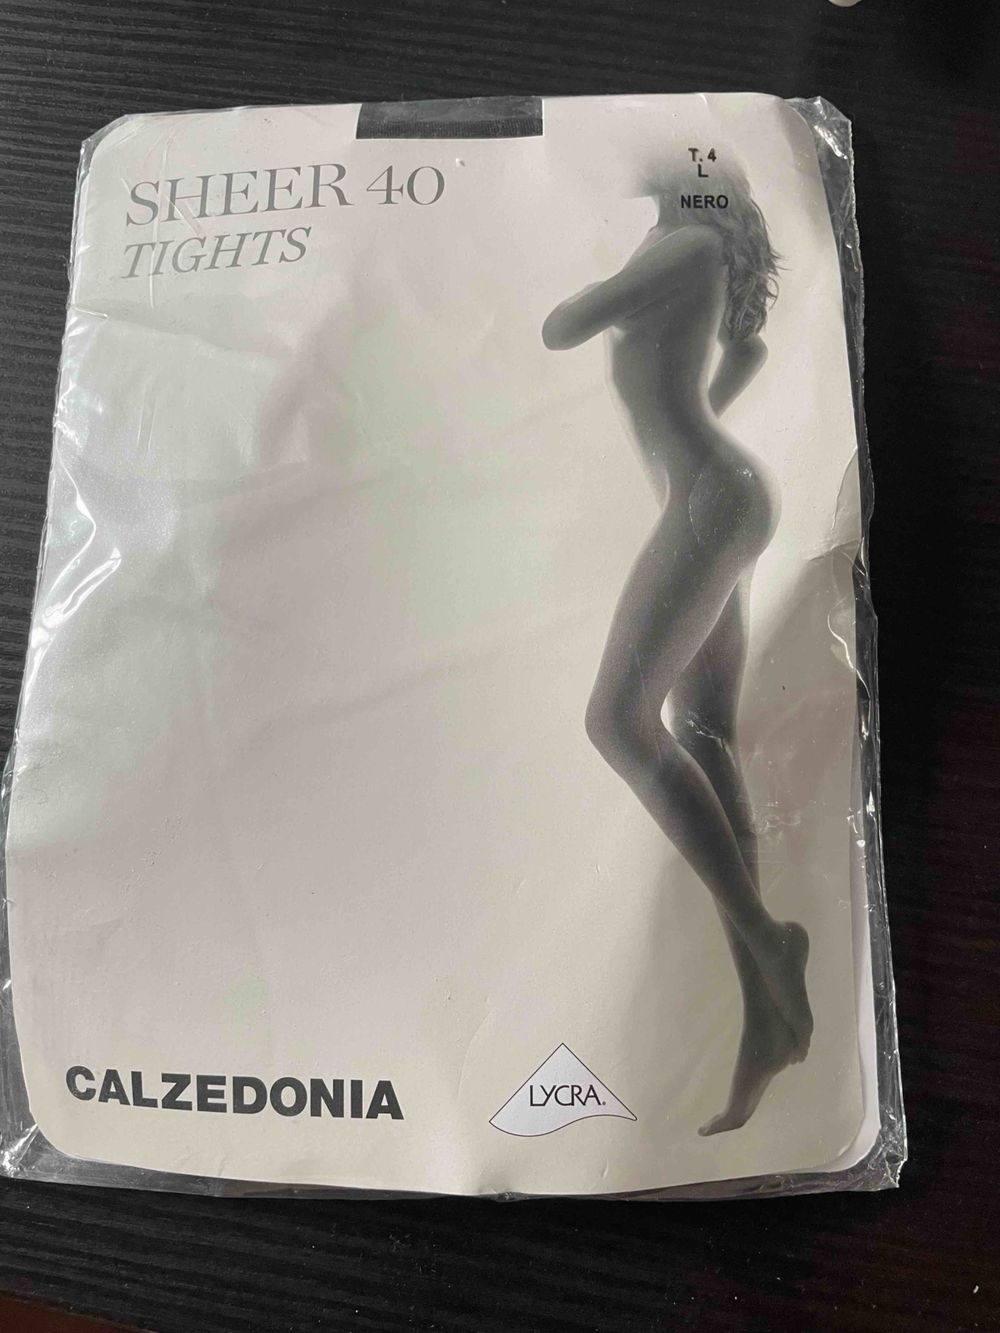 SHEER 40
TIGHTS
T. 4
L
NERO
CALZEDONIA
LYCRA®